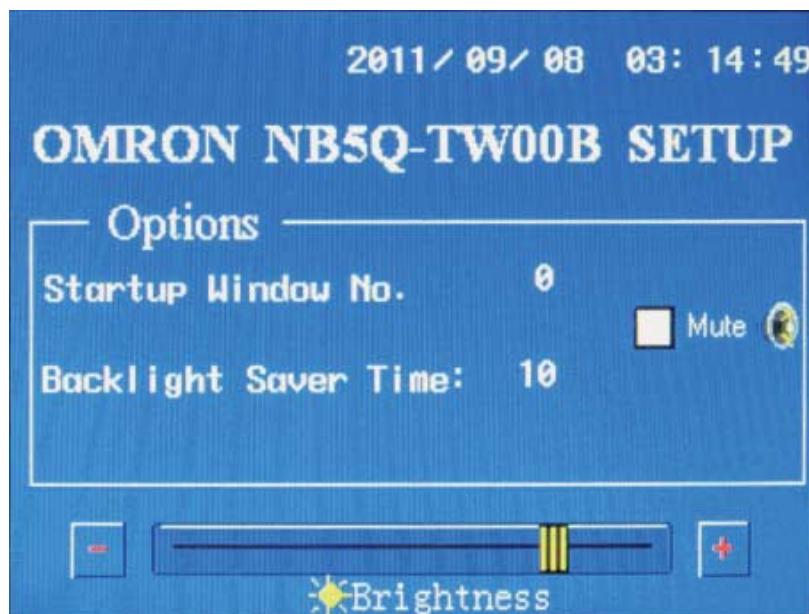 2011/09/08 03:14:49
OMRON NB5Q-TW00B SETUP
Options
Startup Window No. 0
Mute
Backlight Saver Time: 10
- +
Brightness